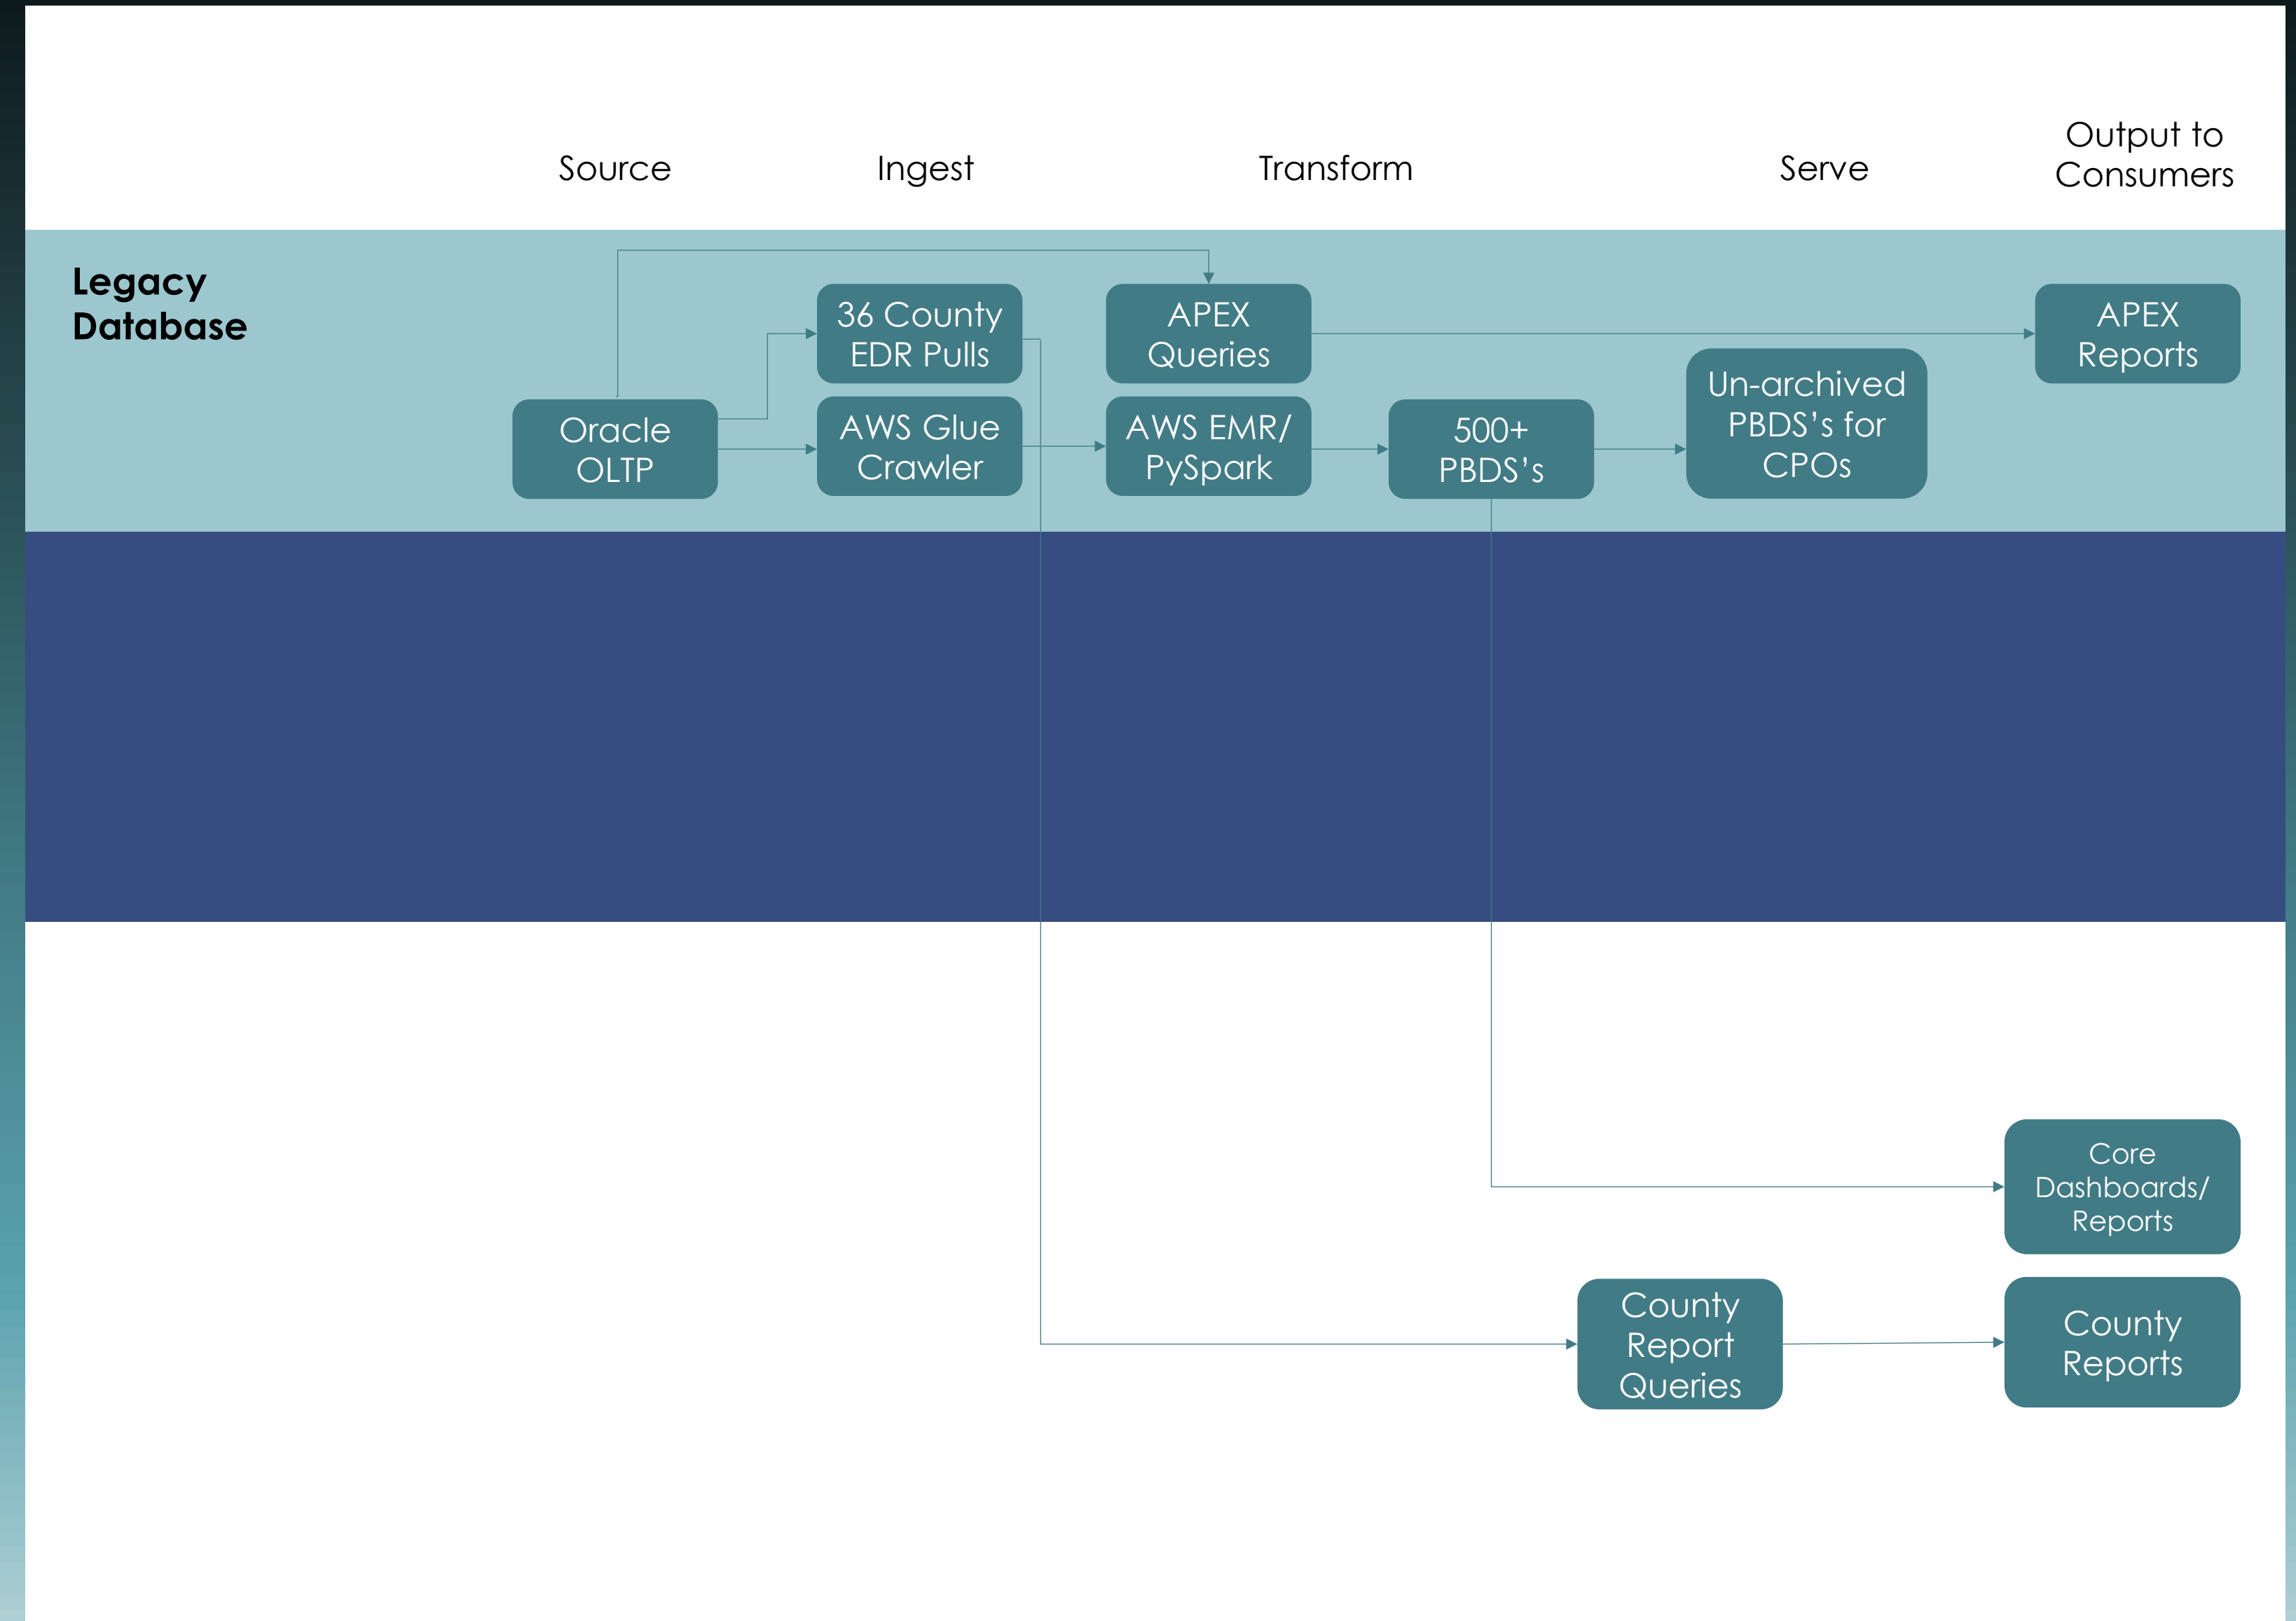 Source
Ingest
Transform
Serve
Output to
Consumers
Legacy
Database
36 County
EDR Pulls
APEX
Queries
APEX
Reports
Oracle
OLTP
AWS Glue
Crawler
AWS EMR/
PySpark
500+
PBDS’s
Un-archived
PBDS’s for
CPOs
Core
Dashboards/
Reports
County
Report
Queries
County
Reports